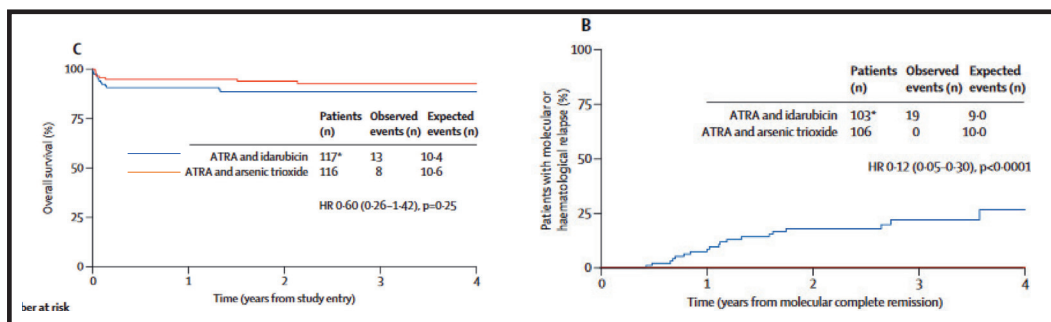 C
100
75
50
25
0
Overall survival (%)
Patients (n) Observed events (n) Expected events (n)
ATRA and idarubicin 117* 13 10·4
ATRA and arsenic trioxide 116 8 10·6
HR 0·60 (0·26–1·42), p=0·25
0 1 2 3 4
Time (years from study entry)
ber at risk
B
100
75
50
25
0
Patients with molecular or
haematological relapse (%)
Patients (n) Observed events (n) Expected events (n)
ATRA and idarubicin 103* 19 9·0
ATRA and arsenic trioxide 106 0 10·0
HR 0·12 (0·05–0·30), p<0·0001
0 1 2 3 4
Time (years from molecular complete remission)